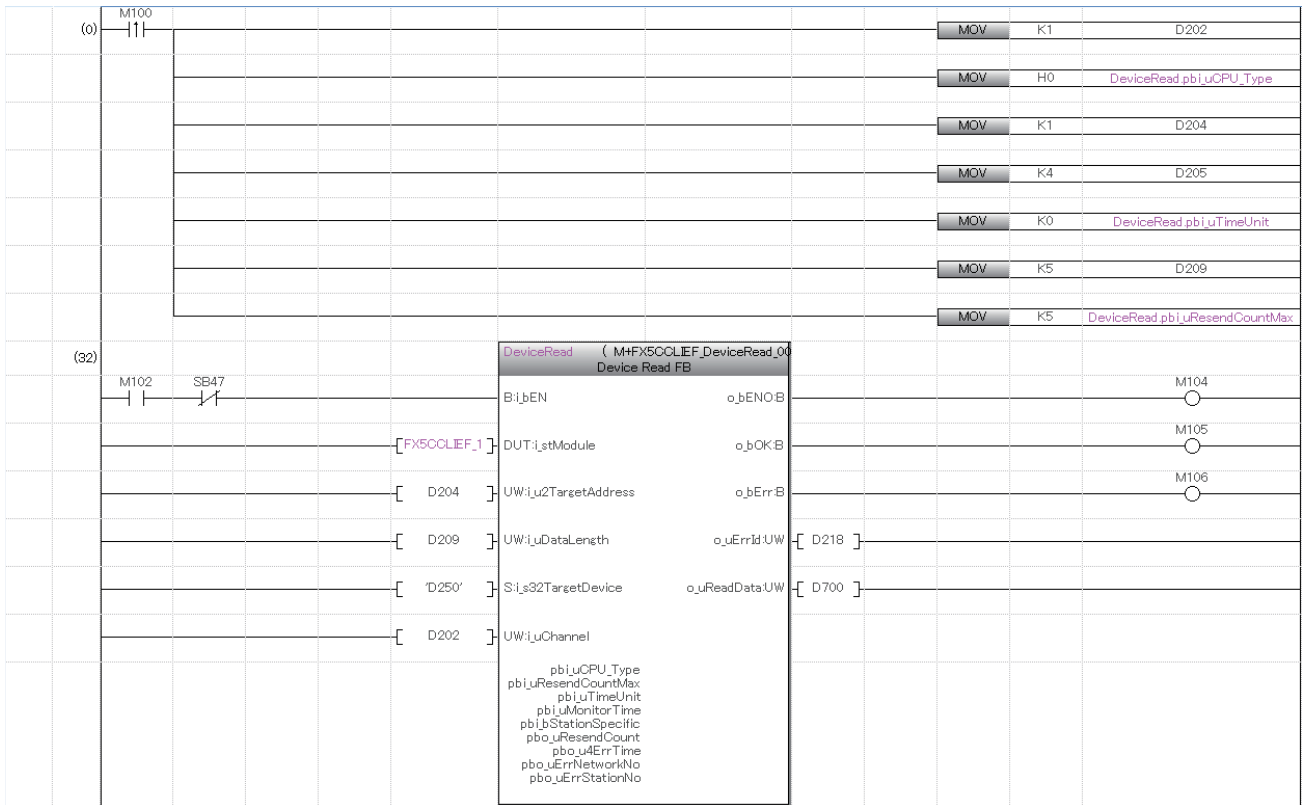 M100
(0) MOV K1 D202
MOV H0 DeviceRead.pbi_uCPU_Type
MOV K1 D204
MOV K4 D205
MOV K0 DeviceRead.pbi_uTimeUnit
MOV K5 D209
MOV K5 DeviceRead.pbi_uResendCountMax
(32) DeviceRead ( M+FX5CCLIEF_DeviceRead_00
Device Read FB
M102 SB47 M104
B:i_bEN o_bENO:B
M105
FX5CCLIEF_1 DUT:i_stModule o_bOK:B
M106
D204 UW:i_u2TargetAddress o_bErr:B
D209 UW:i_uDataLength o_uErrId:UW D218
'D250' S:i_s32TargetDevice o_uReadData:UW D700
D202 UW:i_uChannel
pbi_uCPU_Type
pbi_uResendCountMax
pbi_uTimeUnit
pbi_uMonitorTime
pbi_bStationSpecific
pbo_uResendCount
pbo_u4ErrTime
pbo_uErrNetworkNo
pbo_uErrStationNo